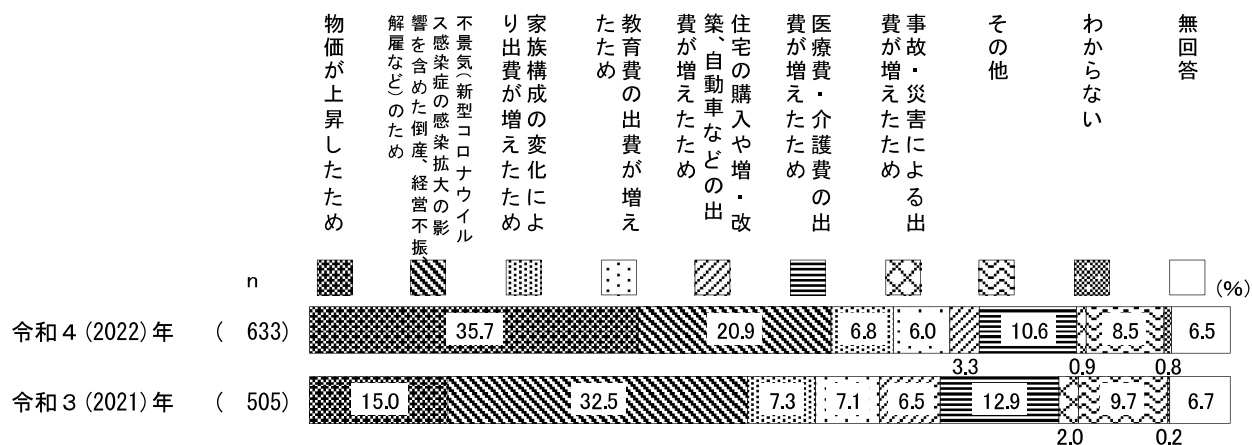 物価が上昇したため
不景気(新型コロナウイル
ス感染症の感染拡大の影
響を含めた倒産、経営不振、
解雇など)のため
家族構成の変化によ
り出費が増えたため
教育費の出費が増え
たため
住宅の購入や増・改
築、自動車などの出
費が増えたため
医療費・介護費の出
費が増えたため
事故・災害による出
費が増えたため
その他
わからない
無回答
n
(%)
令和4(2022)年 ( 633) 35.7 20.9 6.8 6.0 10.6 8.5 6.5
3.3 0.9 0.8
令和3(2021)年 ( 505) 15.0 32.5 7.3 7.1 6.5 12.9 9.7 6.7
2.0 0.2